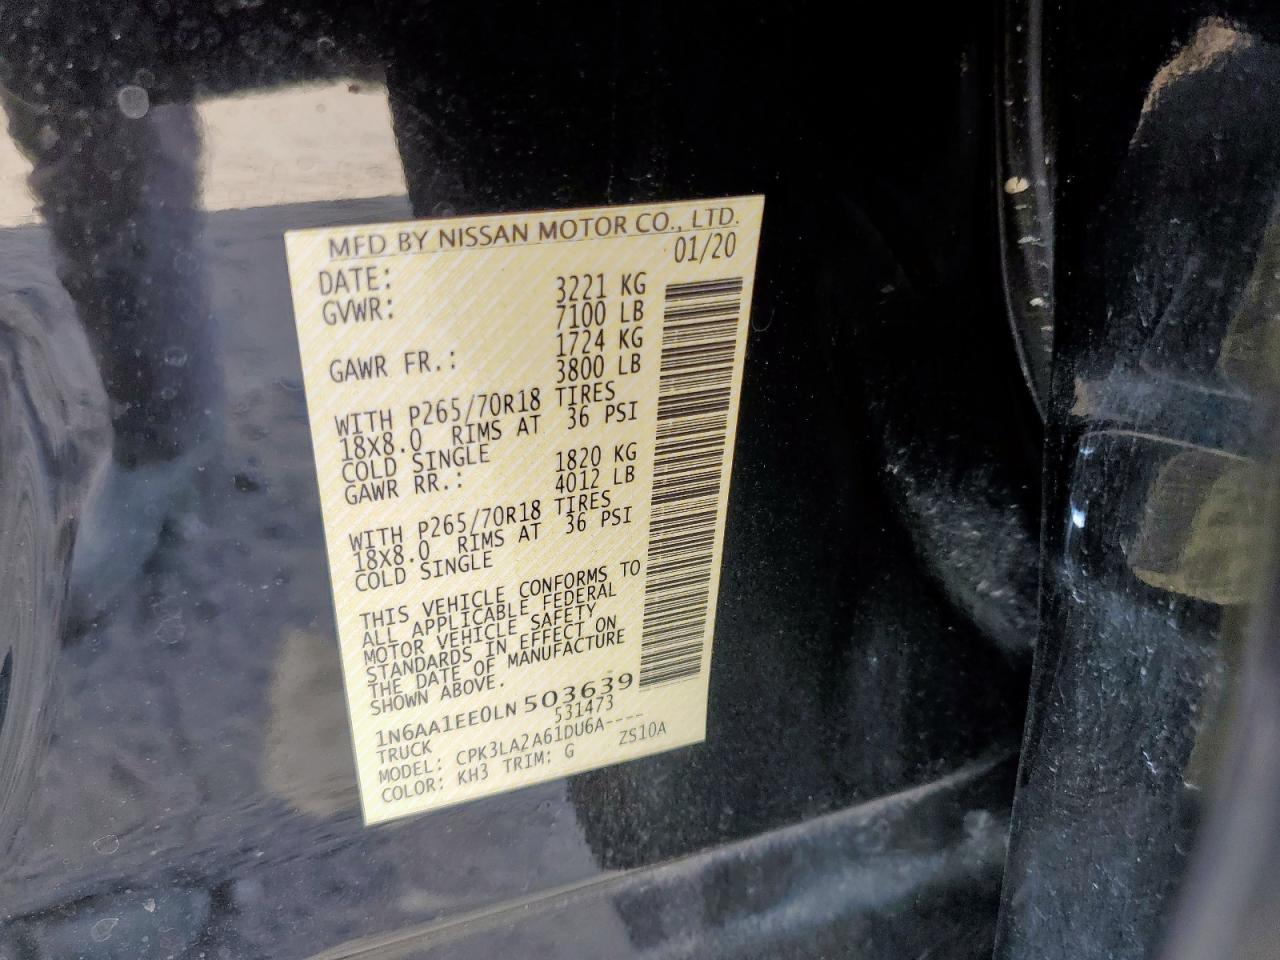 MFD BY NISSAN MOTOR CO., LTD.
DATE: 01/20
GVWR: 3221 KG
7100 LB
GAWR FR.: 1724 KG
3800 LB
WITH P265/70R18 TIRES
18X8.0 RIMS AT 36 PSI
COLD SINGLE
GAWR RR.: 1820 KG
4012 LB
WITH P265/70R18 TIRES
18X8.0 RIMS AT 36 PSI
COLD SINGLE
THIS VEHICLE CONFORMS TO
ALL APPLICABLE FEDERAL
MOTOR VEHICLE SAFETY
STANDARDS IN EFFECT ON
THE DATE OF MANUFACTURE
SHOWN ABOVE.
1N6AA1EE0LN503639
TRUCK 531473
MODEL: CPK3LA2A61DU6A----
COLOR: KH3 TRIM: G ZS10A